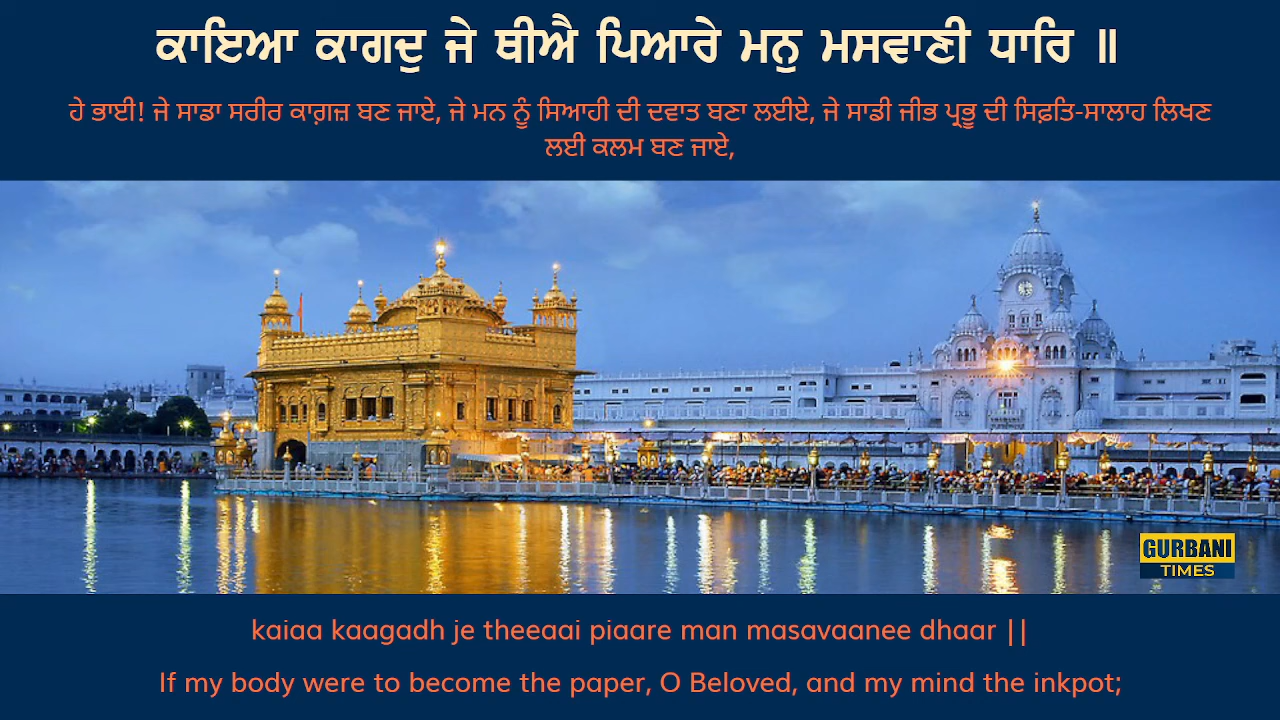 ਕਾਇਆ ਕਾਗਦੁ ਜੇ ਥੀਐ ਪਿਆਰੇ ਮਨੁ ਮਸਵਾਣੀ ਧਾਰਿ ॥
ਹੇ ਭਾਈ! ਜੇ ਸਾਡਾ ਸਰੀਰ ਕਾਗ਼ਜ਼ ਬਣ ਜਾਏ, ਜੇ ਮਨ ਨੂੰ ਸਿਆਹੀ ਦੀ ਦਵਾਤ ਬਣਾ ਲਈਏ, ਜੇ ਸਾਡੀ ਜੀਭ ਪ੍ਰਭੂ ਦੀ ਸਿਫ਼ਤਿ-ਸਾਲਾਹ ਲਿਖਣ
ਲਈ ਕਲਮ ਬਣ ਜਾਏ,
GURBANI
TIMES
kaiaa kaagadh je theeaai piaare man masavaanee dhaar ||
If my body were to become the paper, O Beloved, and my mind the inkpot;